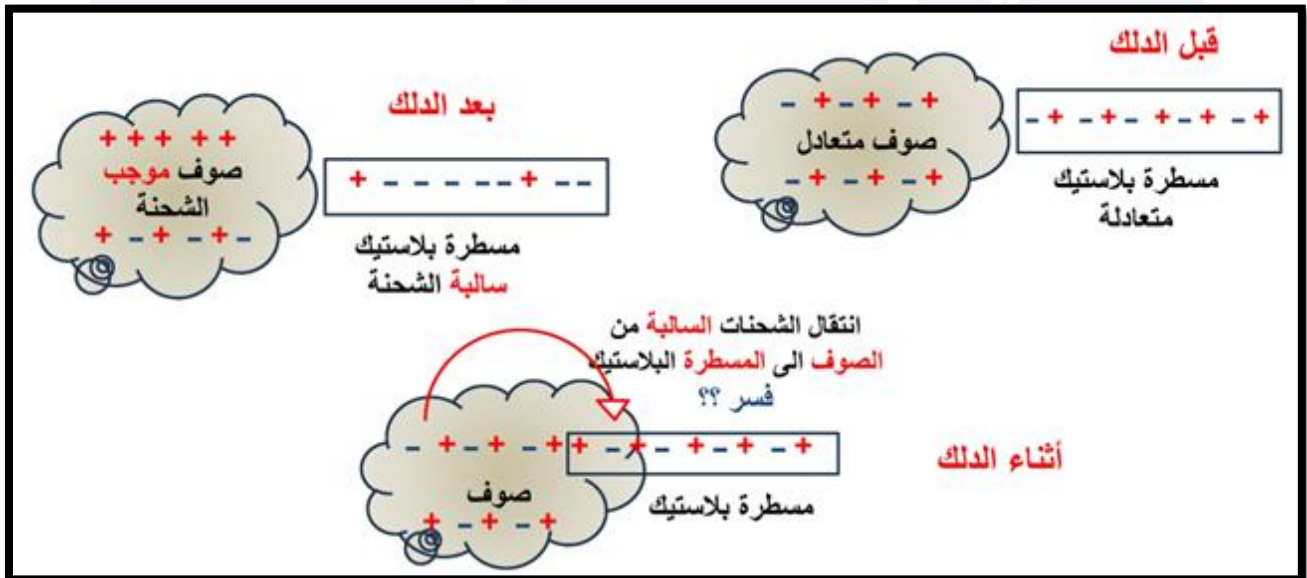 قبل الدلك
- + - + - +
صوف متعادل
- + - + - +
- + - + - + - + - +
مسطرة بلاستيك
متعادلة
بعد الدلك
+ + + + +
صوف موجب
الشحنة
+ - + - + -
+ - - - - - + - -
مسطرة بلاستيك
سالبة الشحنة
انتقال الشحنات السالبة من
الصوف الى المسطرة البلاستيك
فسر ؟؟
أثناء الدلك
- + - + - + + - + - + - + - +
صوف
+ - + - +
مسطرة بلاستيك